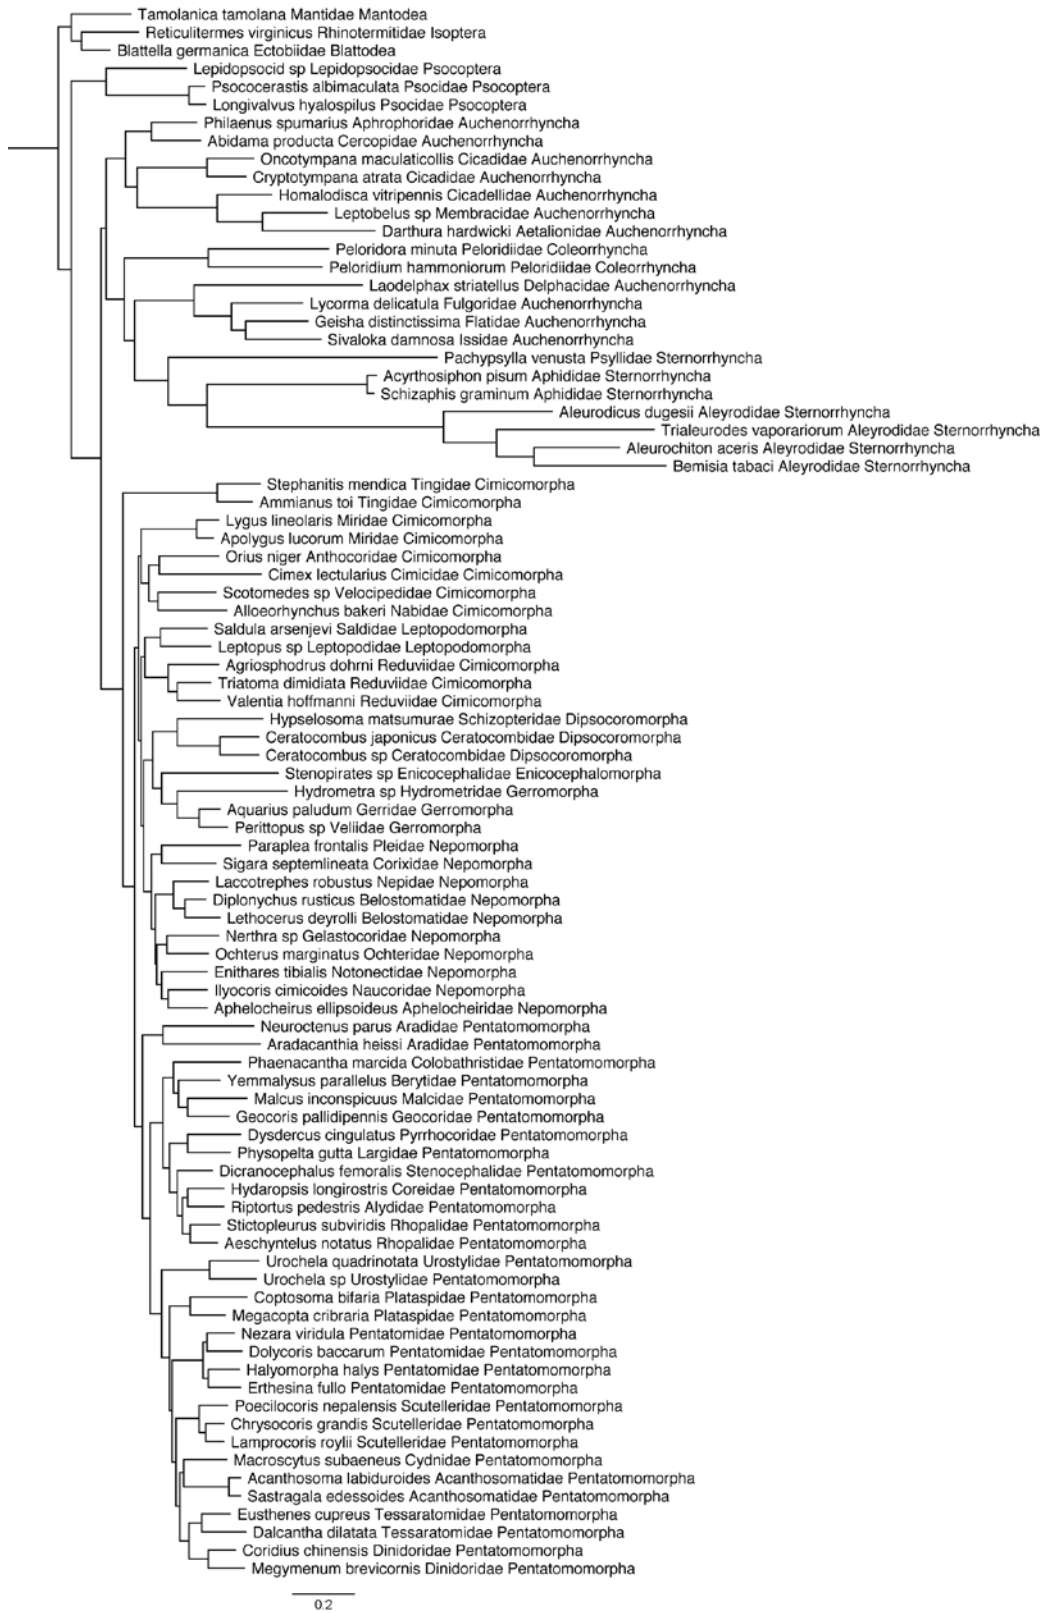 Tamolanica tamolana Mantidae Mantodea
Reticulitermes virginicus Rhinotermitidae Isoptera
Blattella germanica Ectobiidae Blattodea
Lepidopsocid sp Lepidopsocidae Psocoptera
Psococerastis albimaculata Psocidae Psocoptera
Longivalvus hyalospilus Psocidae Psocoptera
Philaenus spumarius Aphrophoridae Auchenorrhyncha
Abidama producta Cercopidae Auchenorrhyncha
Oncotympana maculaticollis Cicadidae Auchenorrhyncha
Cryptotympana atrata Cicadidae Auchenorrhyncha
Homalodisca vitripennis Cicadellidae Auchenorrhyncha
Leptobelus sp Membracidae Auchenorrhyncha
Darthura hardwicki Aetalionidae Auchenorrhyncha
Peloridora minuta Peloridiidae Coleorrhyncha
Peloridium hammoniorum Peloridiidae Coleorrhyncha
Laodelphax striatellus Delphacidae Auchenorrhyncha
Lycorma delicatula Fulgoridae Auchenorrhyncha
Geisha distinctissima Flatidae Auchenorrhyncha
Sivaloka damnosa Issidae Auchenorrhyncha
Pachypsylla venusta Psyllidae Sternorrhyncha
Acyrthosiphon pisum Aphididae Sternorrhyncha
Schizaphis graminum Aphididae Sternorrhyncha
Aleurodicus dugesii Aleyrodidae Sternorrhyncha
Trialeurodes vaporariorum Aleyrodidae Sternorrhyncha
Aleurochiton aceris Aleyrodidae Sternorrhyncha
Bemisia tabaci Aleyrodidae Sternorrhyncha
Stephanitis mendica Tingidae Cimicomorpha
Ammianus toi Tingidae Cimicomorpha
Lygus lineolaris Miridae Cimicomorpha
Apolygus lucorum Miridae Cimicomorpha
Orius niger Anthocoridae Cimicomorpha
Cimex lectularius Cimicidae Cimicomorpha
Scotomedes sp Velocipedidae Cimicomorpha
Alloeorhynchus bakeri Nabidae Cimicomorpha
Saldula arsenjevi Saldidae Leptopodomorpha
Leptopus sp Leptopodidae Leptopodomorpha
Agriosphodrus dohrni Reduviidae Cimicomorpha
Triatoma dimidiata Reduviidae Cimicomorpha
Valentia hoffmanni Reduviidae Cimicomorpha
Hypselosoma matsumurae Schizopteridae Dipsocoromorpha
Ceratocombus japonicus Ceratocombidae Dipsocoromorpha
Ceratocombus sp Ceratocombidae Dipsocoromorpha
Stenopirates sp Enicocephalidae Enicocephalomorpha
Hydrometra sp Hydrometridae Gerromorpha
Aquarius paludum Gerridae Gerromorpha
Perittopus sp Veliidae Gerromorpha
Paraplea frontalis Pleidae Nepomorpha
Sigara septemlineata Corixidae Nepomorpha
Laccotrephes robustus Nepidae Nepomorpha
Diplonychus rusticus Belostomatidae Nepomorpha
Lethocerus deyrolli Belostomatidae Nepomorpha
Nerthra sp Gelastocoridae Nepomorpha
Ochterus marginatus Ochteridae Nepomorpha
Enithares tibialis Notonectidae Nepomorpha
Ilyocoris cimicoides Naucoridae Nepomorpha
Aphelocheirus ellipsoideus Aphelocheiridae Nepomorpha
Neuroctenus parus Aradidae Pentatomomorpha
Aradacanthia heissi Aradidae Pentatomomorpha
Phaenacantha marcida Colobathristidae Pentatomomorpha
Yemmalysus parallelus Berytidae Pentatomomorpha
Malcus inconspicuus Malcidae Pentatomomorpha
Geocoris pallidipennis Geocoridae Pentatomomorpha
Dysdercus cingulatus Pyrrhocoridae Pentatomomorpha
Physopelta gutta Largidae Pentatomomorpha
Dicranocephalus femoralis Stenocephalidae Pentatomomorpha
Hydaropsis longirostris Coreidae Pentatomomorpha
Riptortus pedestris Alydidae Pentatomomorpha
Stictopleurus subviridis Rhopalidae Pentatomomorpha
Aeschyntelus notatus Rhopalidae Pentatomomorpha
Urochela quadrinotata Urostylidae Pentatomomorpha
Urochela sp Urostylidae Pentatomomorpha
Coptosoma bifaria Plataspidae Pentatomomorpha
Megacopta cribraria Plataspidae Pentatomomorpha
Nezara viridula Pentatomidae Pentatomomorpha
Dolycoris baccarum Pentatomidae Pentatomomorpha
Halyomorpha halys Pentatomidae Pentatomomorpha
Erthesina fullo Pentatomidae Pentatomomorpha
Poecilocoris nepalensis Scutelleridae Pentatomomorpha
Chrysocoris grandis Scutelleridae Pentatomomorpha
Lamprocoris roylii Scutelleridae Pentatomomorpha
Macroscytus subaeneus Cydnidae Pentatomomorpha
Acanthosoma labiduroides Acanthosomatidae Pentatomomorpha
Sastragala edessoides Acanthosomatidae Pentatomomorpha
Eusthenes cupreus Tessaratomidae Pentatomomorpha
Dalcantha dilatata Tessaratomidae Pentatomomorpha
Coridius chinensis Dinidoridae Pentatomomorpha
Megymenum brevicornis Dinidoridae Pentatomomorpha
0.2